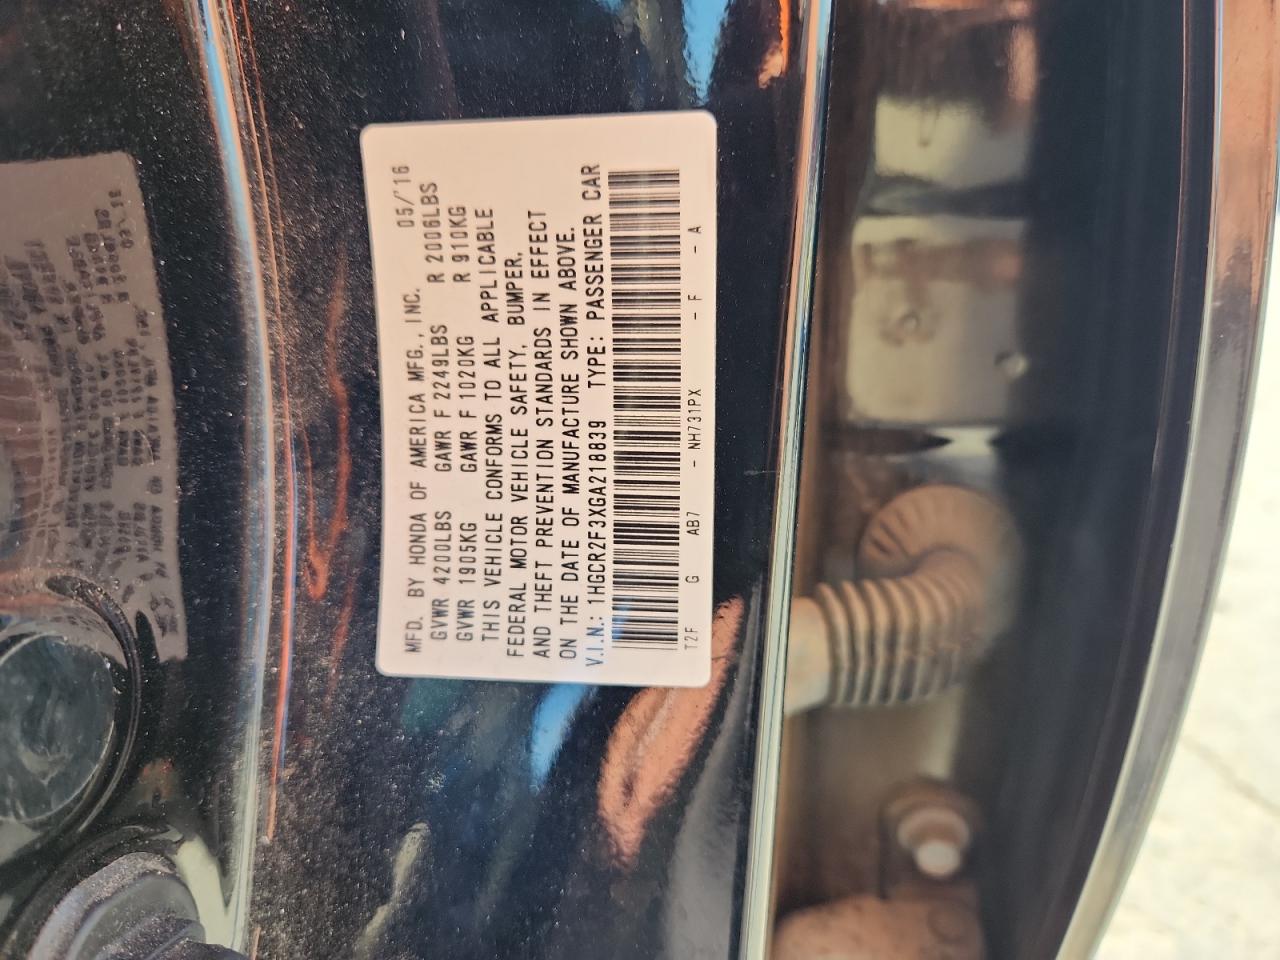 MFD. BY HONDA OF AMERICA MFG., INC. 05/'16
GVWR 4200LBS GAWR F 2249LBS R 2006LBS
GVWR 1905KG GAWR F 1020KG R 910KG
THIS VEHICLE CONFORMS TO ALL APPLICABLE
FEDERAL MOTOR VEHICLE SAFETY, BUMPER,
AND THEFT PREVENTION STANDARDS IN EFFECT
ON THE DATE OF MANUFACTURE SHOWN ABOVE.
V.I.N.: 1HGCR2F3XGA218839 TYPE: PASSENGER CAR
T2F G AB7 - NH731PX - F - A